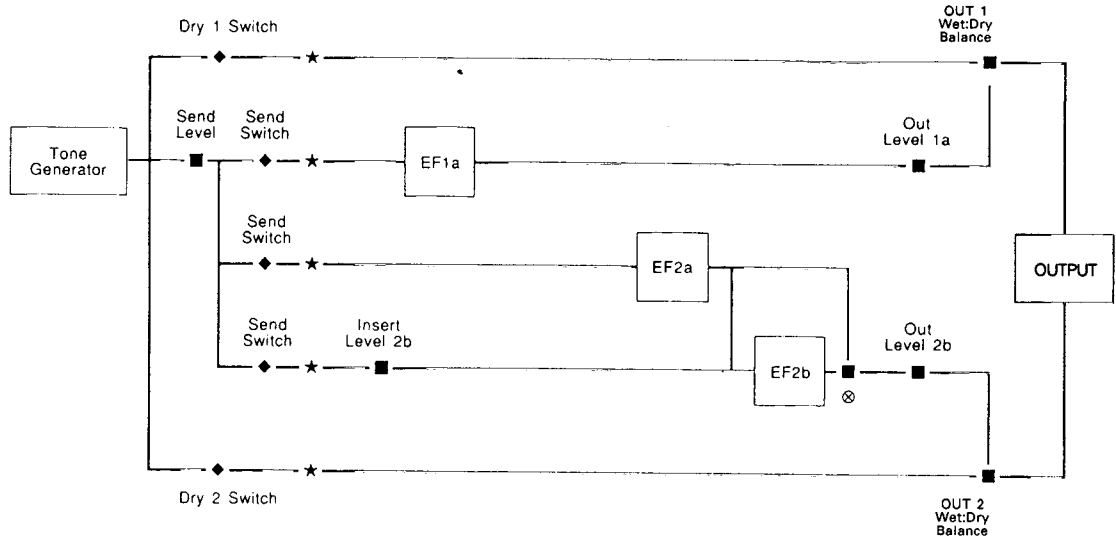 OUT 1
Wet:Dry
Balance
Dry 1 Switch
Send
Level
Send
Switch
Tone
Generator
EF1a
Out
Level 1a
Send
Switch
EF2a
OUTPUT
Send
Switch
Insert
Level 2b
EF2b
Out
Level 2b
Dry 2 Switch
OUT 2
Wet:Dry
Balance